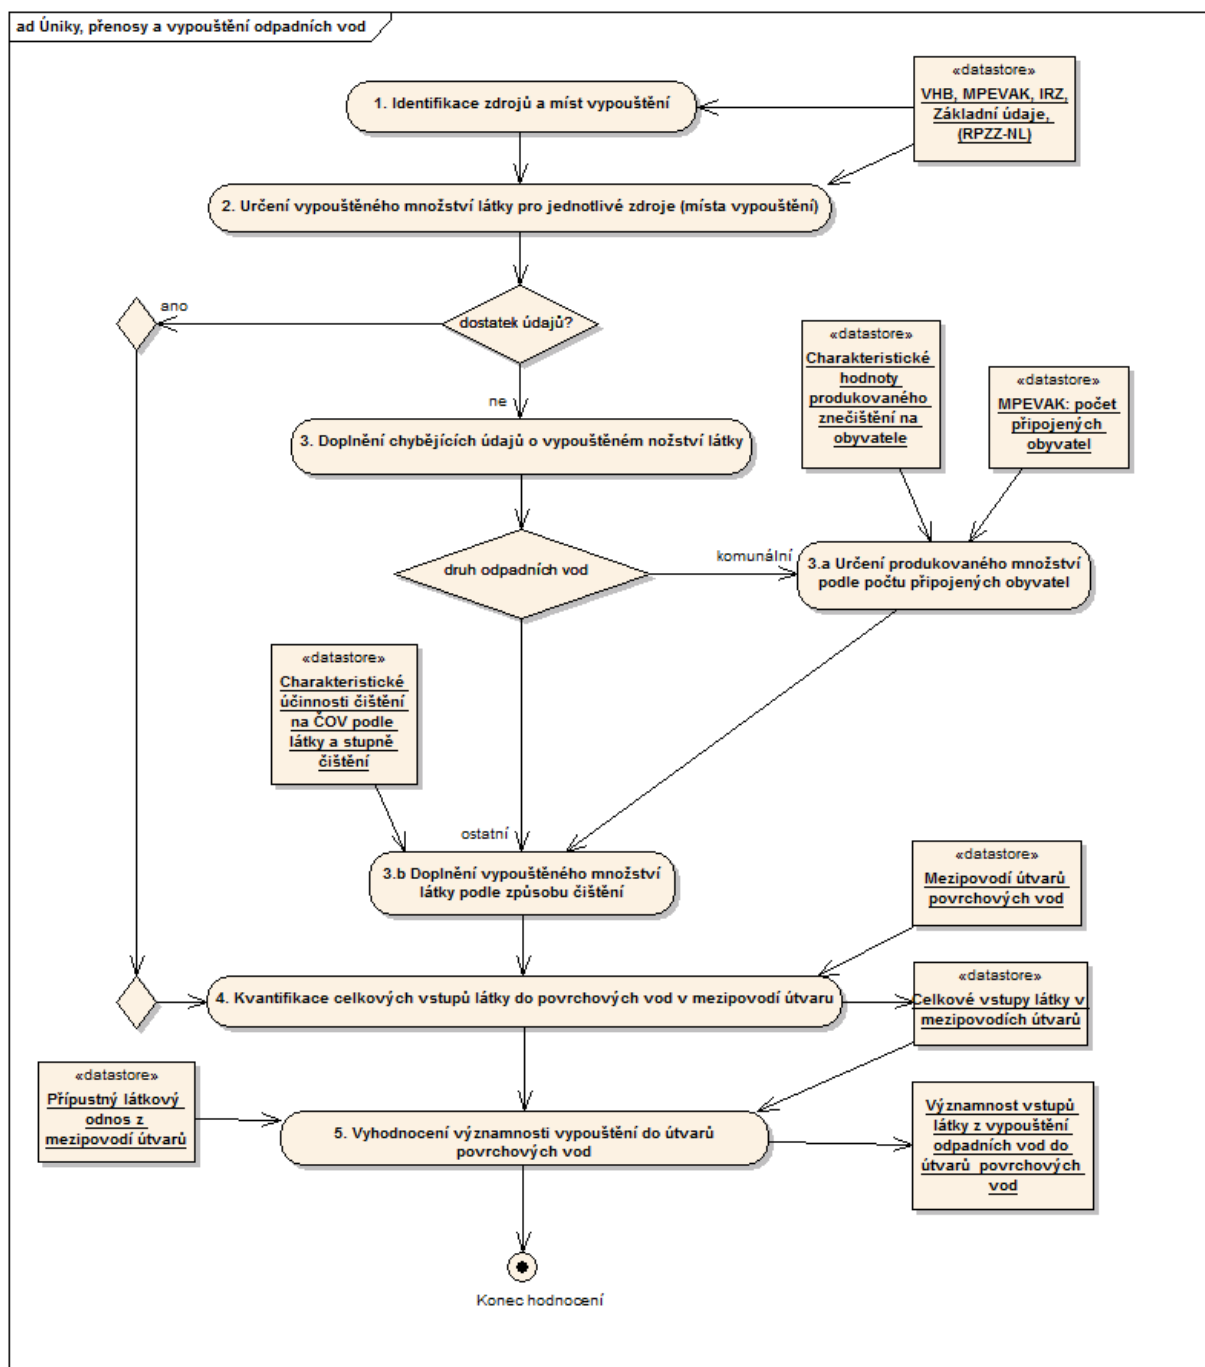 ad Úniky, přenosy a vypouštění odpadních vod
«datastore»
VHB, MPEVAK, IRZ,
Základní údaje,
(RPZZ-NL)
1. Identifikace zdrojů a míst vypouštění
2. Určení vypouštěného množství látky pro jednotlivé zdroje (místa vypouštění)
ano
dostatek údajů?
ne
«datastore»
Charakteristické
hodnoty
produkovaného
znečištění na
obyvatele
«datastore»
MPEVAK: počet
připojených
obyvatel
3. Doplnění chybějících údajů o vypouštěném nožství látky
druh odpadních vod
komunální
3.a Určení produkovaného množství
podle počtu připojených obyvatel
«datastore»
Charakteristické
účinnosti čištění
na ČOV podle
látky a stupně
čištění
ostatní
3.b Doplnění vypouštěného množství
látky podle způsobu čištění
«datastore»
Mezipovodí útvarů
povrchových vod
4. Kvantifikace celkových vstupů látky do povrchových vod v mezipovodí útvaru
«datastore»
Celkové vstupy látky v
mezipovodích útvarů
«datastore»
Přípustný látkový
odnos z
mezipovodí útvarů
5. Vyhodnocení významnosti vypouštění do útvarů
povrchových vod
Významnost vstupů
látky z vypouštění
odpadních vod do
útvarů povrchových
vod
Konec hodnocení